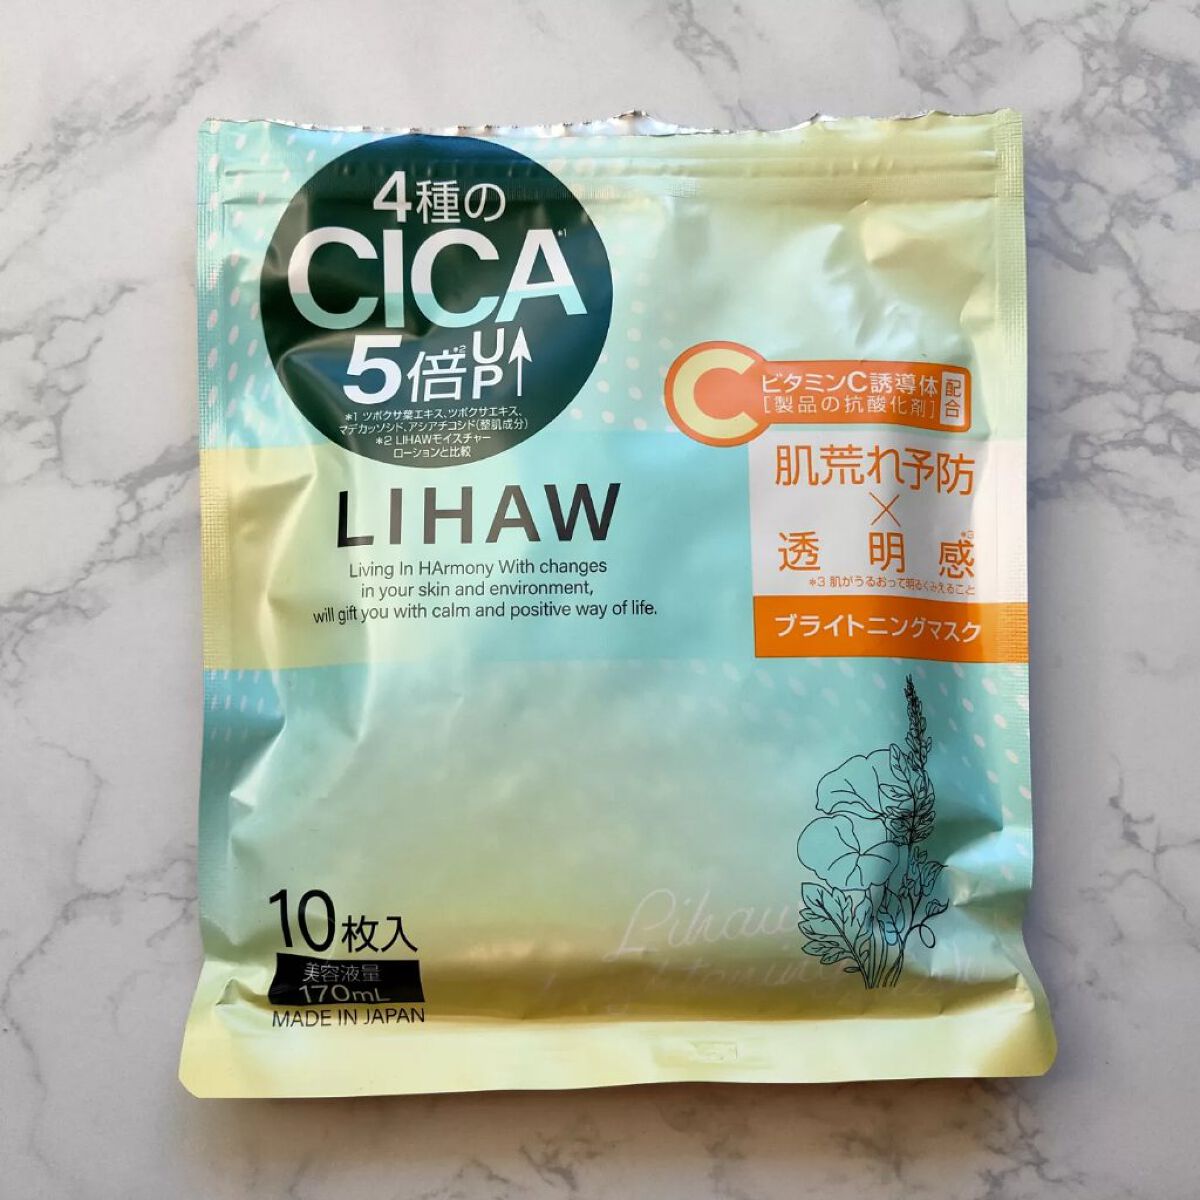 4種の
CICA*1
5倍*2UP
*1 ツボクサ葉エキス、ツボクサエキス、
マデカッソシド、アシアチコシド(整肌成分)
*2 LIHAWモイスチャー
ローションと比較
C
ビタミンC誘導体
[製品の抗酸化剤]
配合
肌荒れ予防
×
透明感*3
*3 肌がうるおって明るくみえること
ブライトニングマスク
LIHAW
Living In HArmony With changes
in your skin and environment,
will gift you with calm and positive way of life.
10枚入
美容液量
170mL
MADE IN JAPAN
Lihaw